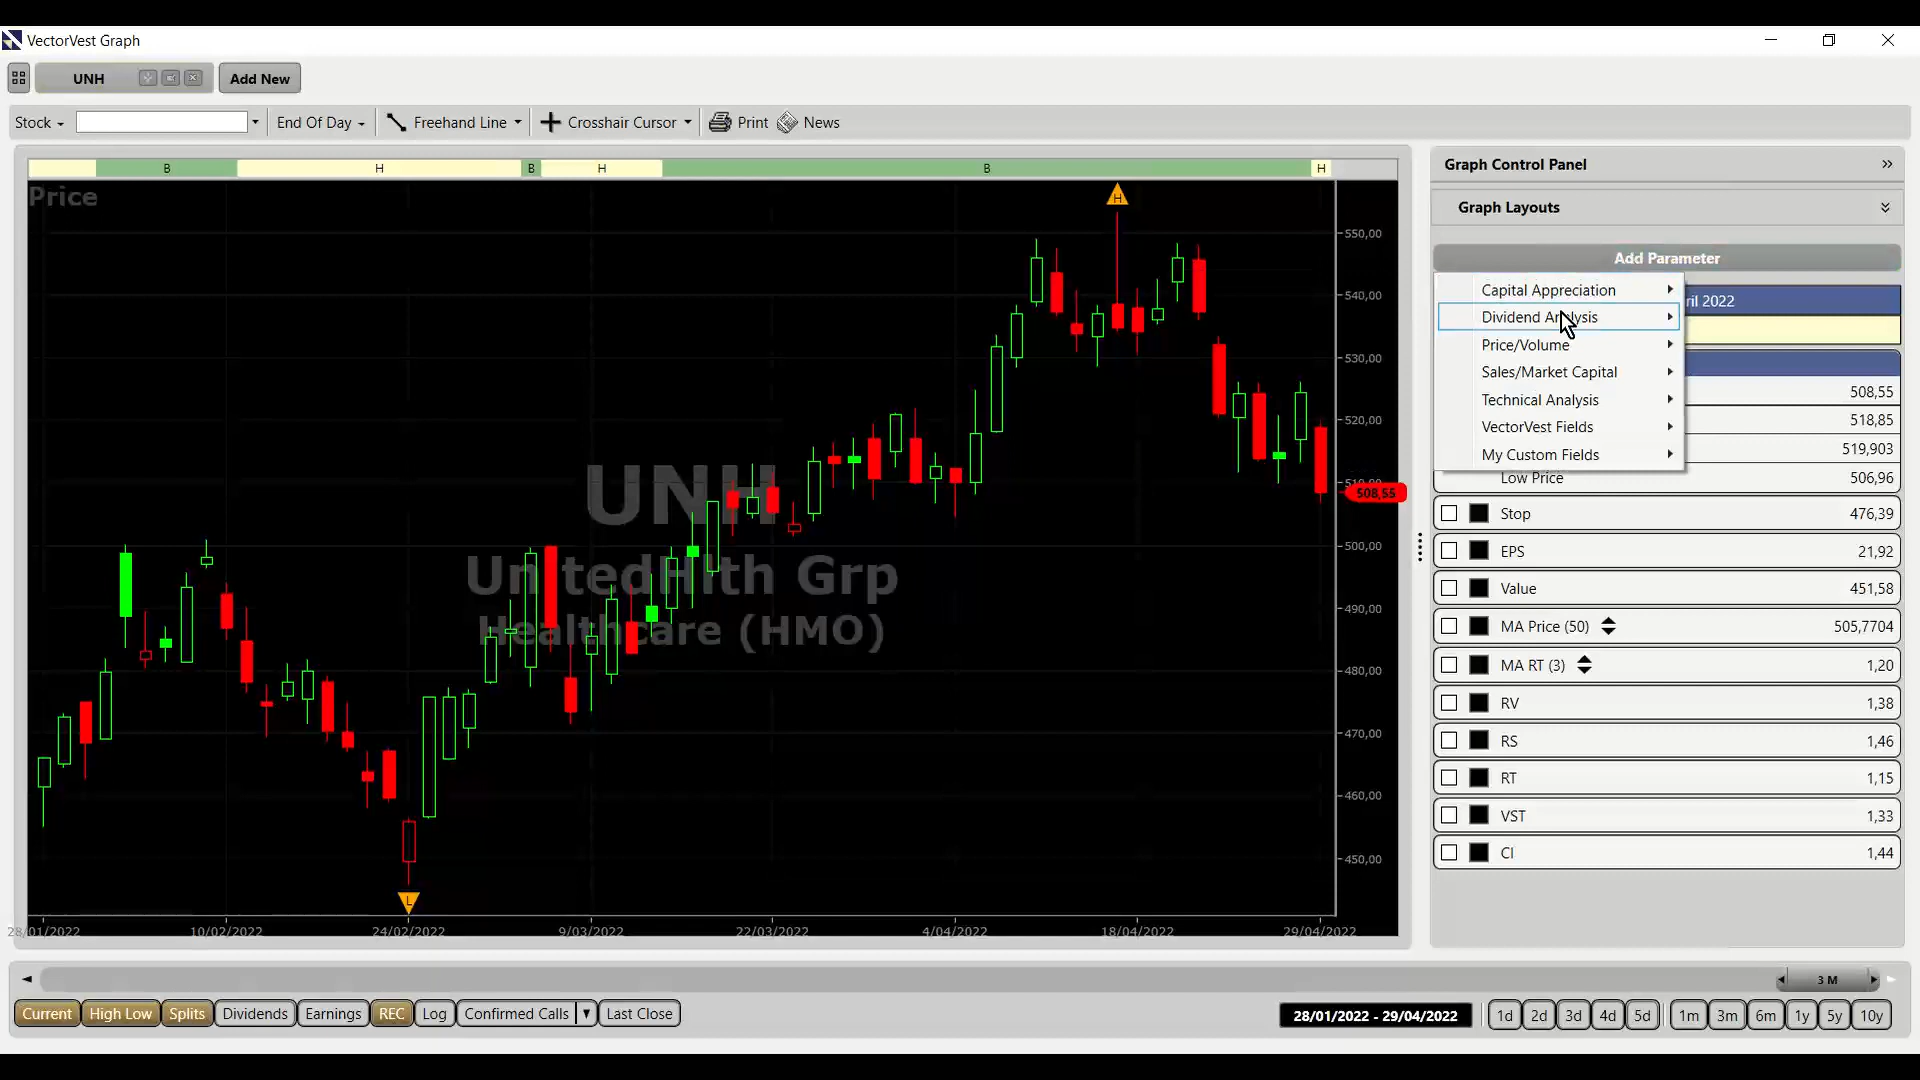 VectorVest Graph
UNH
Add New
Stock
End Of Day
Freehand Line
Crosshair Cursor
Print
News
B
H
B
H
B
H
Price
H
550,00
540,00
530,00
520,00
500,00
490,00
480,00
470,00
460,00
450,00
508,55
UNH
UnitedHlth Grp
Healthcare (HMO)
L
28/01/2022
10/02/2022
24/02/2022
9/03/2022
22/03/2022
4/04/2022
18/04/2022
29/04/2022
Graph Control Panel
Graph Layouts
Add Parameter
Capital Appreciation
Dividend Analysis
Price/Volume
Sales/Market Capital
Technical Analysis
VectorVest Fields
My Custom Fields
2022
508,55
518,85
519,903
Low Price 506,96
Stop 476,39
EPS 21,92
Value 451,58
MA Price (50) 505,7704
MA RT (3) 1,20
RV 1,38
RS 1,46
RT 1,15
VST 1,33
CI 1,44
3 M
Current
High Low
Splits
Dividends
Earnings
REC
Log
Confirmed Calls
Last Close
28/01/2022 - 29/04/2022
1d
2d
3d
4d
5d
1m
3m
6m
1y
5y
10y